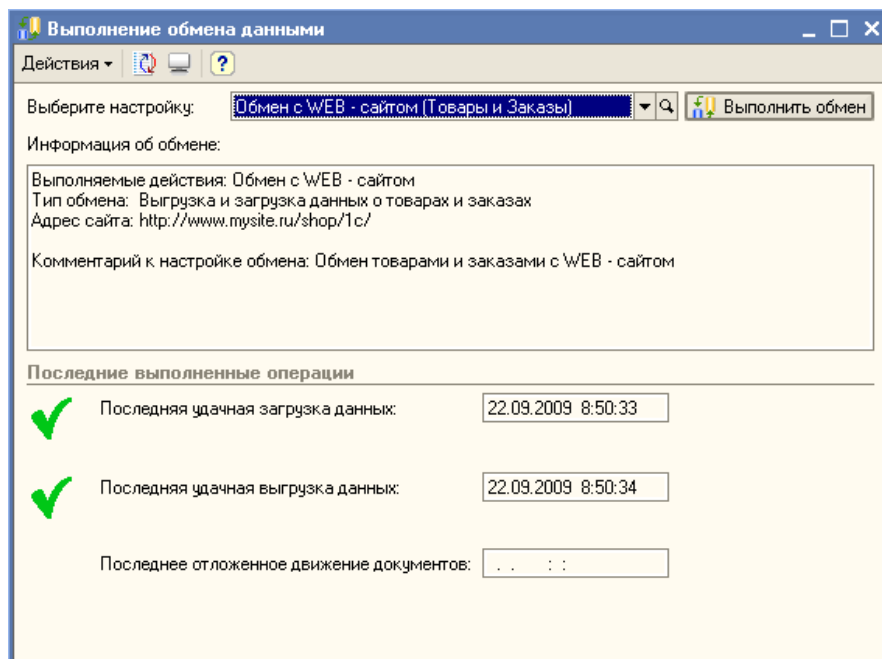 Выполнение обмена данными
Действия
Выберите настройку: Обмен с WEB - сайтом (Товары и Заказы) Выполнить обмен
Информация об обмене:
Выполняемые действия: Обмен с WEB - сайтом
Тип обмена:  Выгрузка и загрузка данных о товарах и заказах
Адрес сайта: http://www.mysite.ru/shop/1c/
Комментарий к настройке обмена: Обмен товарами и заказами с WEB - сайтом
Последние выполненные операции
Последняя удачная загрузка данных: 22.09.2009 8:50:33
Последняя удачная выгрузка данных: 22.09.2009 8:50:34
Последнее отложенное движение документов: . . : :